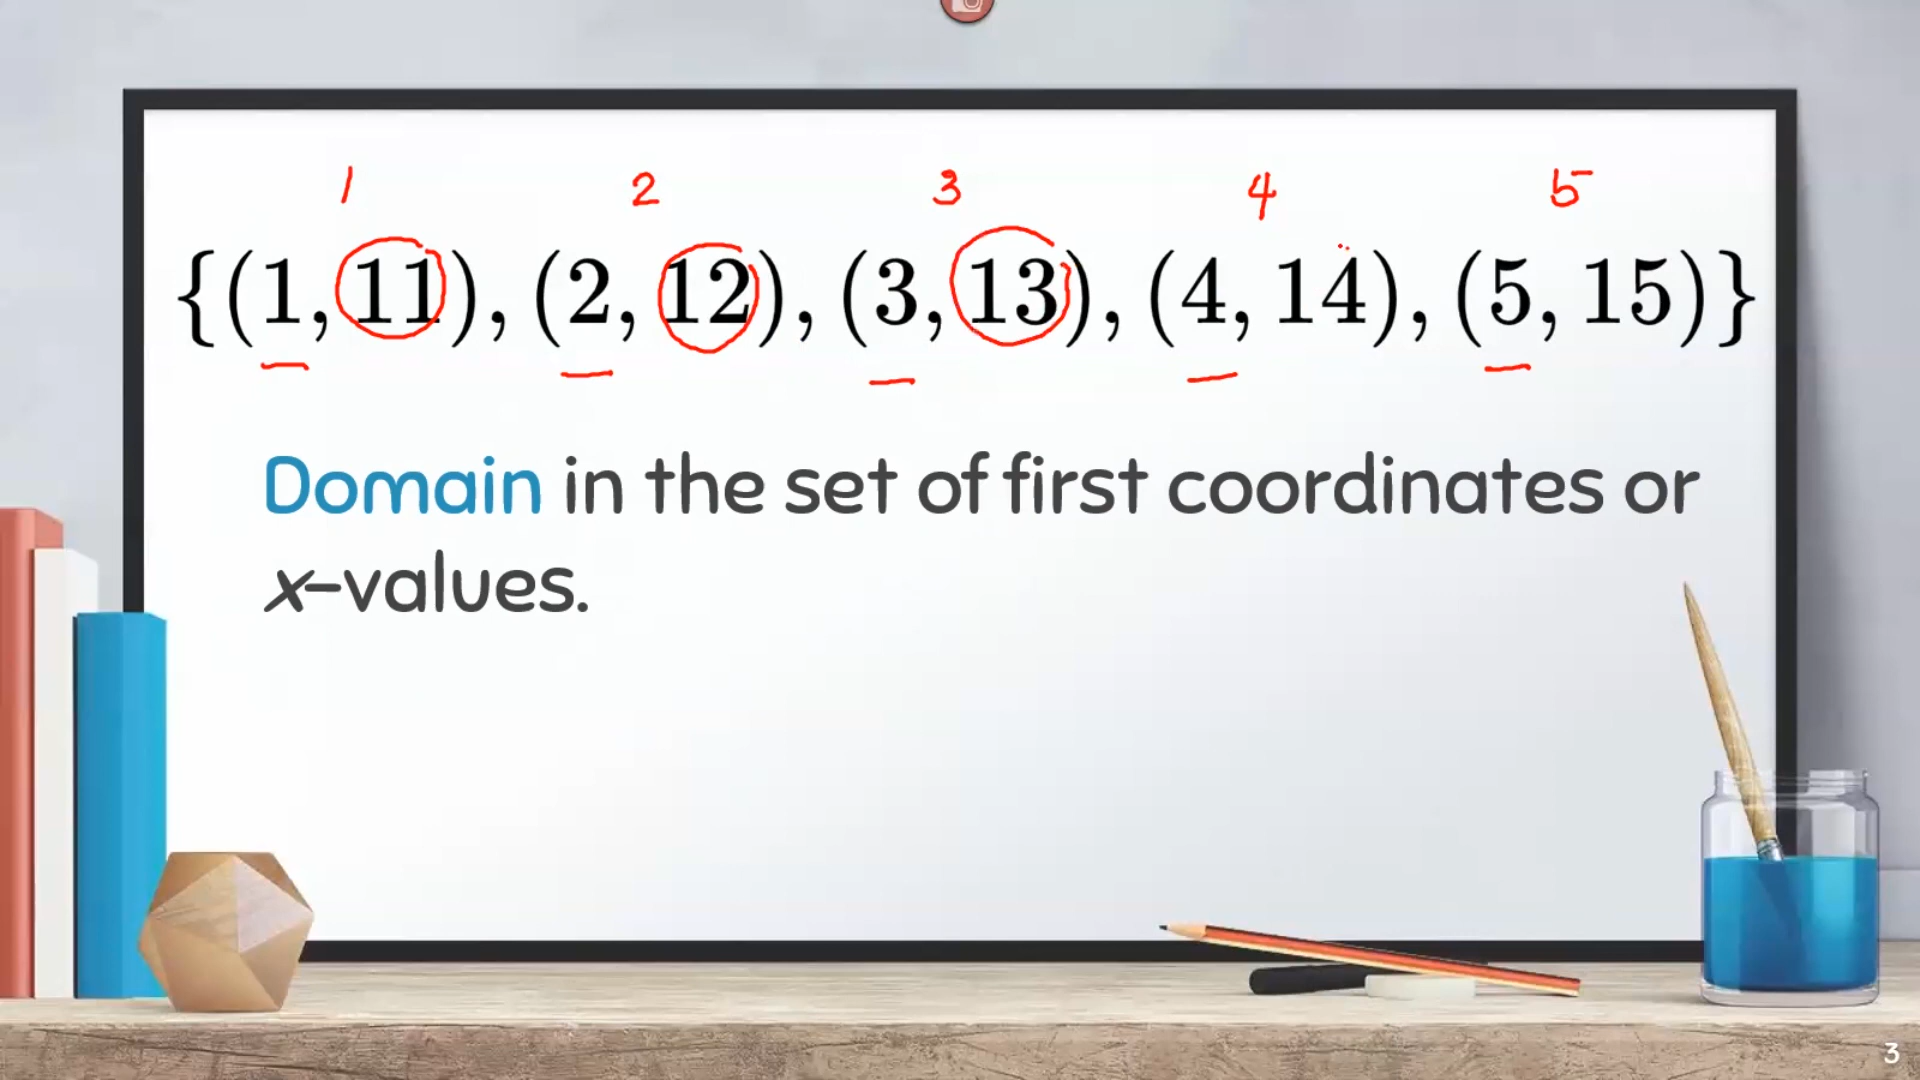 1 2 3 4 5
{(1, 11), (2, 12), (3, 13), (4, 14), (5, 15)}
Domain in the set of first coordinates or
x-values.
3